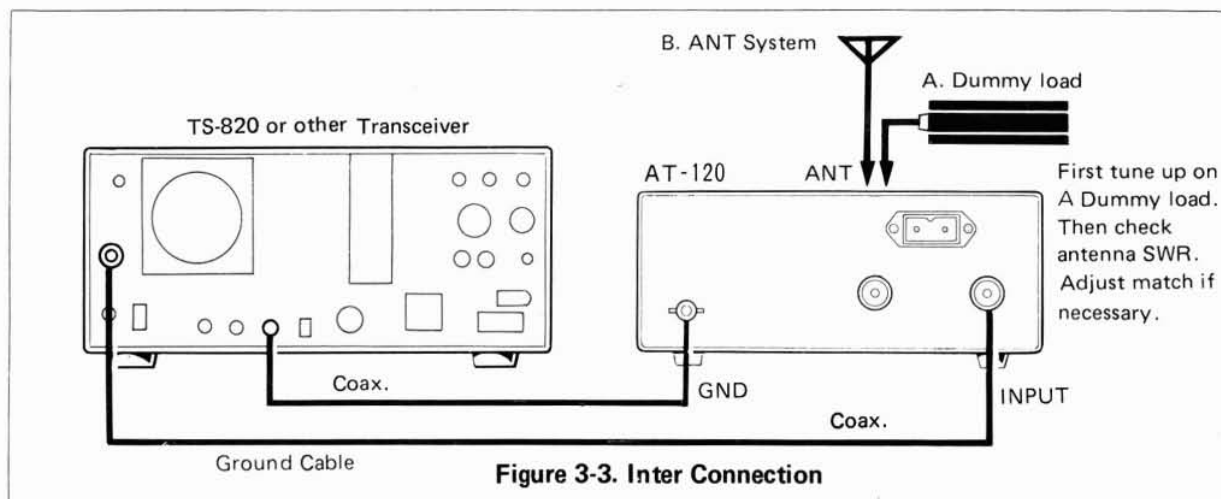 B. ANT System
A. Dummy load
TS-820 or other Transceiver
AT-120
ANT
First tune up on
A Dummy load.
Then check
antenna SWR.
Adjust match if
necessary.
Coax.
GND
INPUT
Coax.
Ground Cable
Figure 3-3. Inter Connection